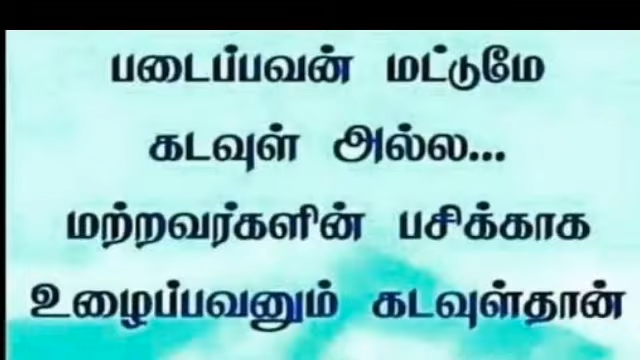 படைப்பவன் மட்டுமே
கடவுள் அல்ல...
மற்றவர்களின் பசிக்காக
உழைப்பவனும் கடவுள்தான்